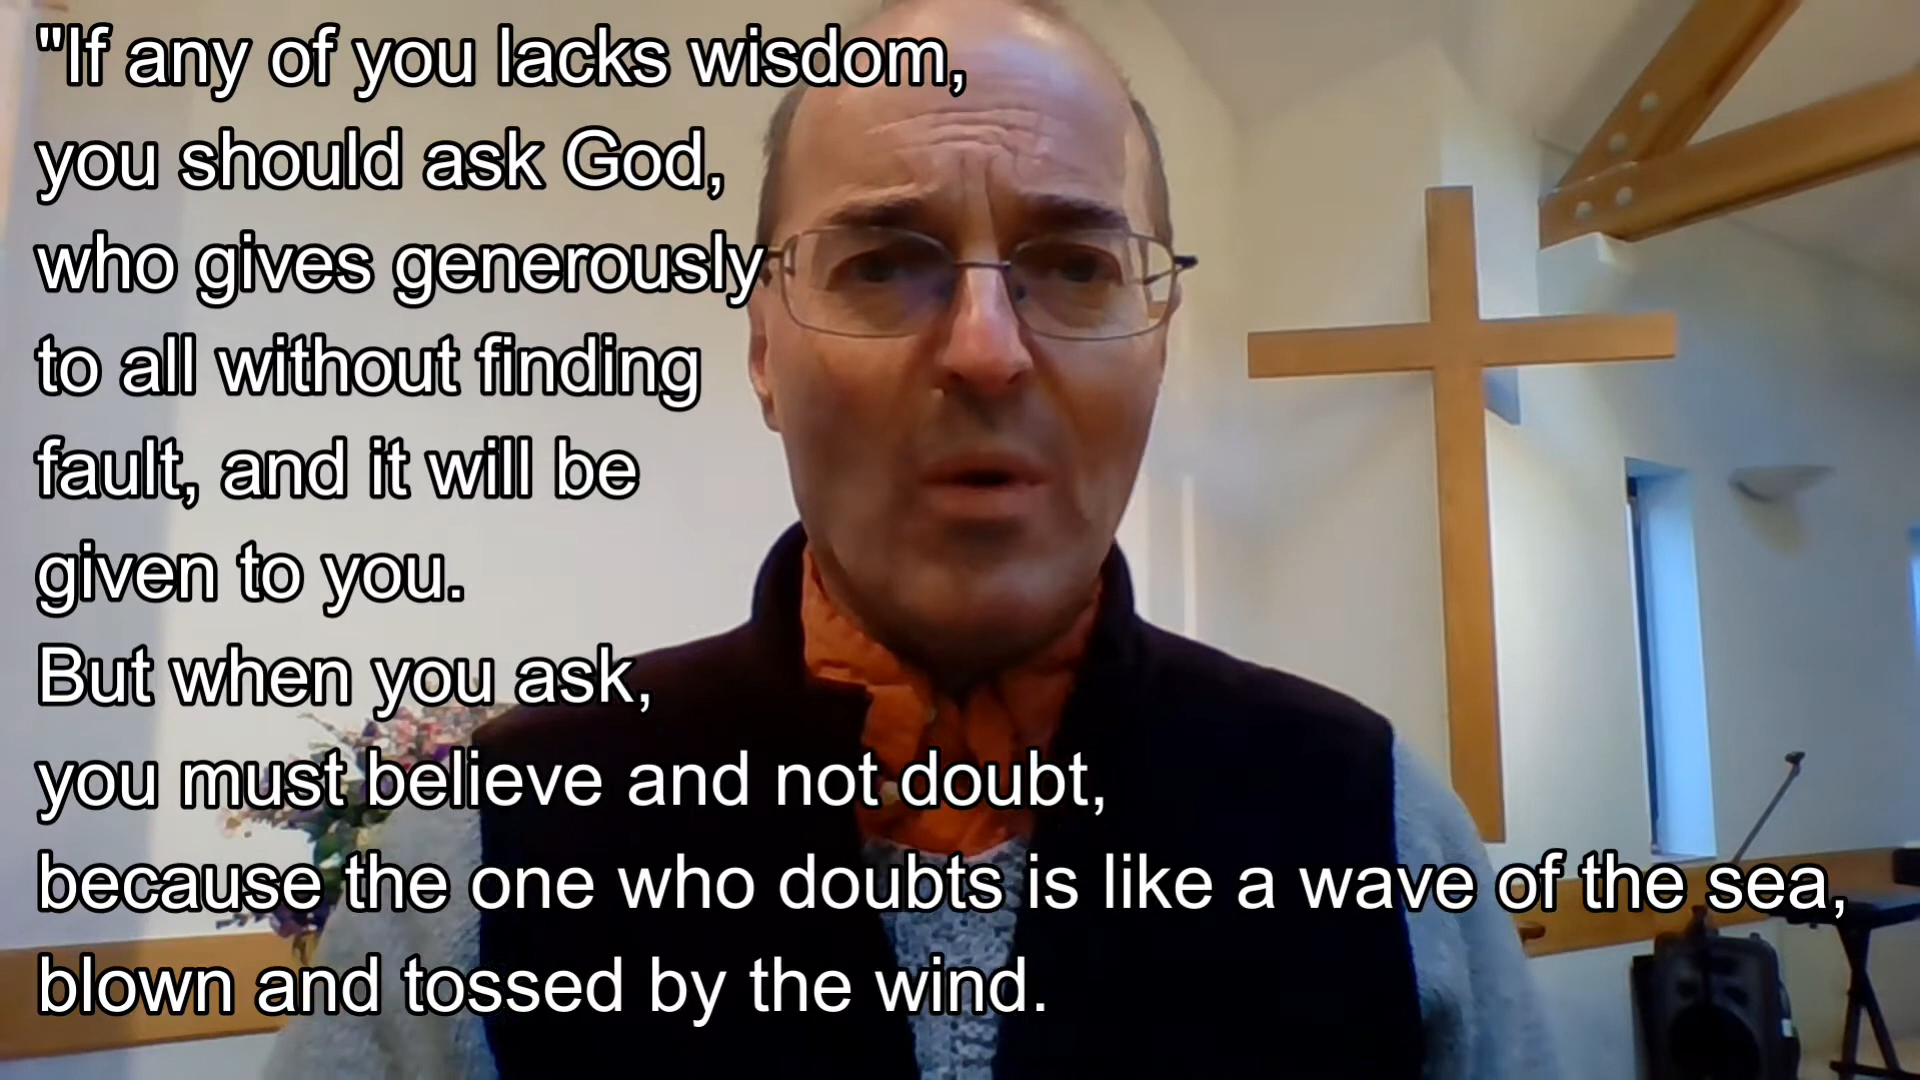 "If any of you lacks wisdom,
you should ask God,
who gives generously
to all without finding
fault, and it will be
given to you.
But when you ask,
you must believe and not doubt,
because the one who doubts is like a wave of the sea,
blown and tossed by the wind.